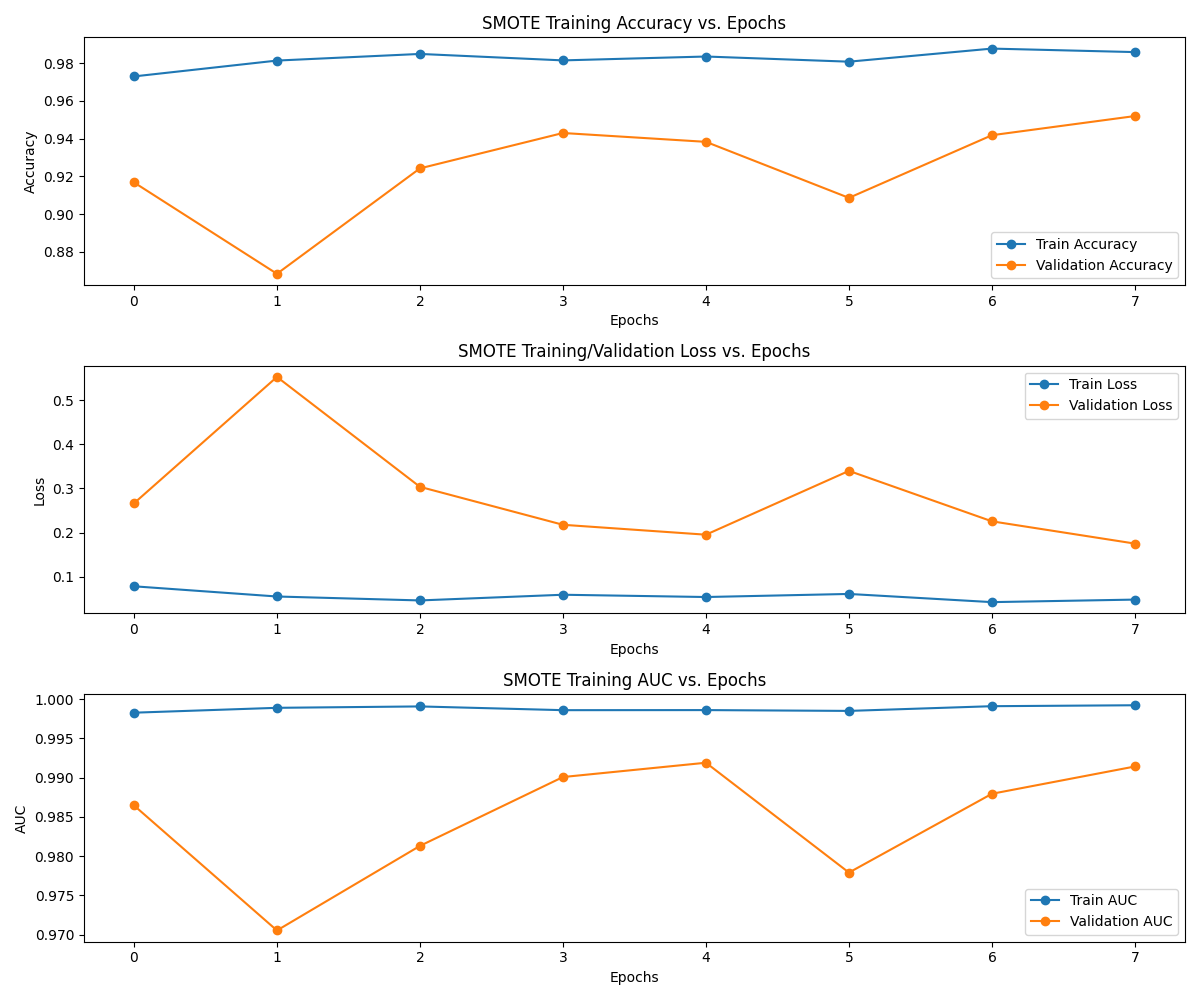 SMOTE Training Accuracy vs. Epochs
Accuracy
0.98
0.96
0.94
0.92
0.90
0.88
Train Accuracy
Validation Accuracy
0 1 2 3 4 5 6 7
Epochs
SMOTE Training/Validation Loss vs. Epochs
Loss
0.5
0.4
0.3
0.2
0.1
Train Loss
Validation Loss
0 1 2 3 4 5 6 7
Epochs
SMOTE Training AUC vs. Epochs
AUC
1.000
0.995
0.990
0.985
0.980
0.975
0.970
Train AUC
Validation AUC
0 1 2 3 4 5 6 7
Epochs